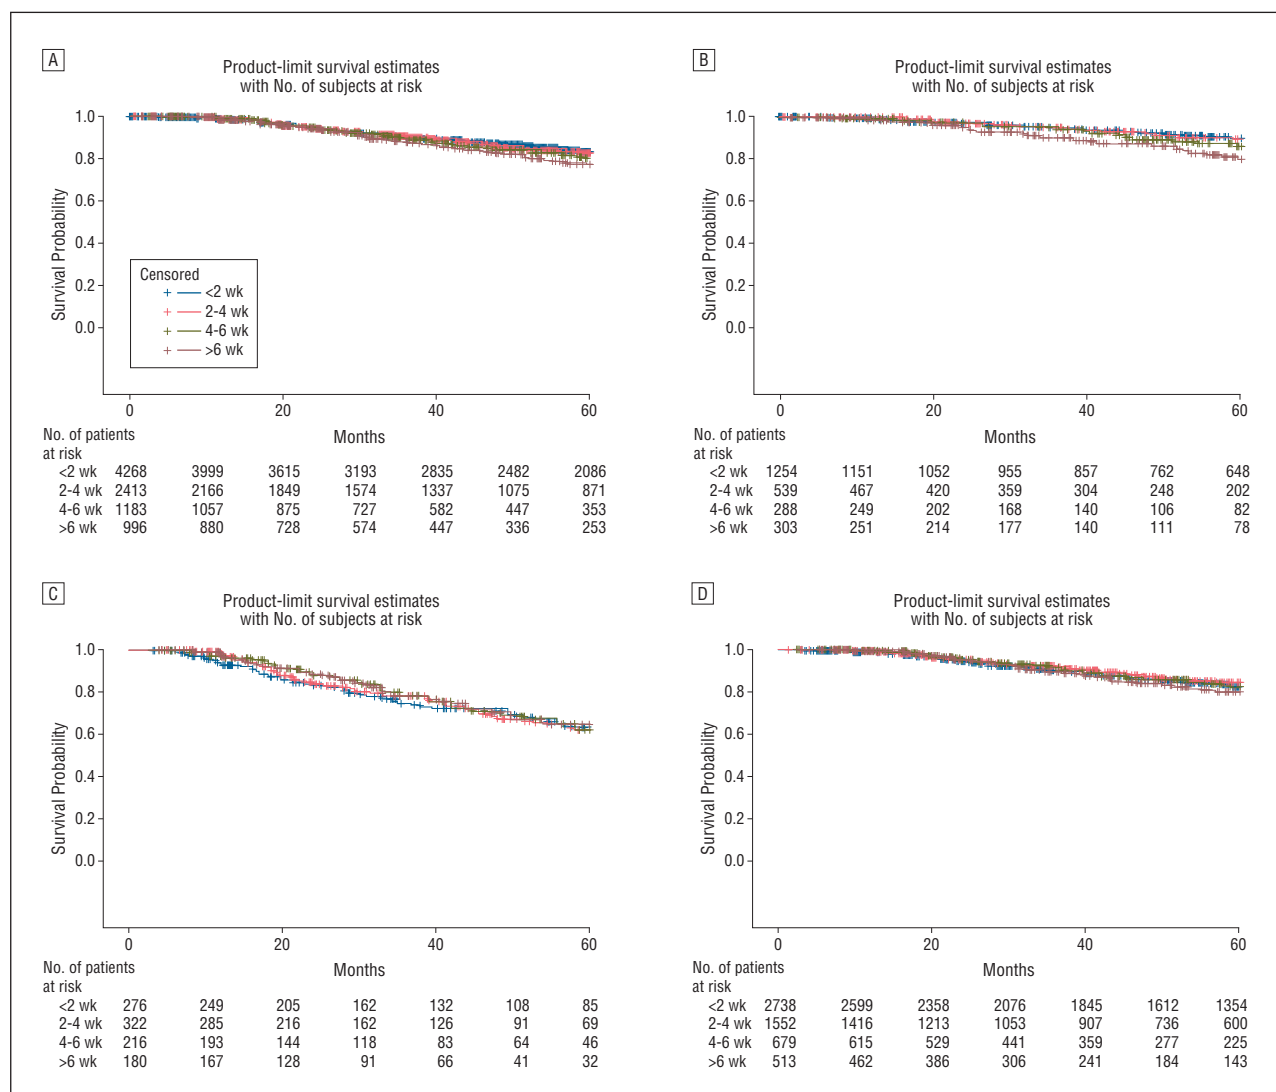 A
Product-limit survival estimates
with No. of subjects at risk
1.0
0.8
0.6
0.4
0.2
0.0
Survival Probability
Censored
<2 wk
2-4 wk
4-6 wk
>6 wk
0 20 40 60
No. of patients
at risk
Months
<2 wk 4268 3999 3615 3193 2835 2482 2086
2-4 wk 2413 2166 1849 1574 1337 1075 871
4-6 wk 1183 1057 875 727 582 447 353
>6 wk 996 880 728 574 447 336 253
B
Product-limit survival estimates
with No. of subjects at risk
1.0
0.8
0.6
0.4
0.2
0.0
Survival Probability
0 20 40 60
No. of patients
at risk
Months
<2 wk 1254 1151 1052 955 857 762 648
2-4 wk 539 467 420 359 304 248 202
4-6 wk 288 249 202 168 140 106 82
>6 wk 303 251 214 177 140 111 78
C
Product-limit survival estimates
with No. of subjects at risk
1.0
0.8
0.6
0.4
0.2
0.0
Survival Probability
0 20 40 60
No. of patients
at risk
Months
<2 wk 276 249 205 162 132 108 85
2-4 wk 322 285 216 162 126 91 69
4-6 wk 216 193 144 118 83 64 46
>6 wk 180 167 128 91 66 41 32
D
Product-limit survival estimates
with No. of subjects at risk
1.0
0.8
0.6
0.4
0.2
0.0
Survival Probability
0 20 40 60
No. of patients
at risk
Months
<2 wk 2738 2599 2358 2076 1845 1612 1354
2-4 wk 1552 1416 1213 1053 907 736 600
4-6 wk 679 615 529 441 359 277 225
>6 wk 513 462 386 306 241 184 143